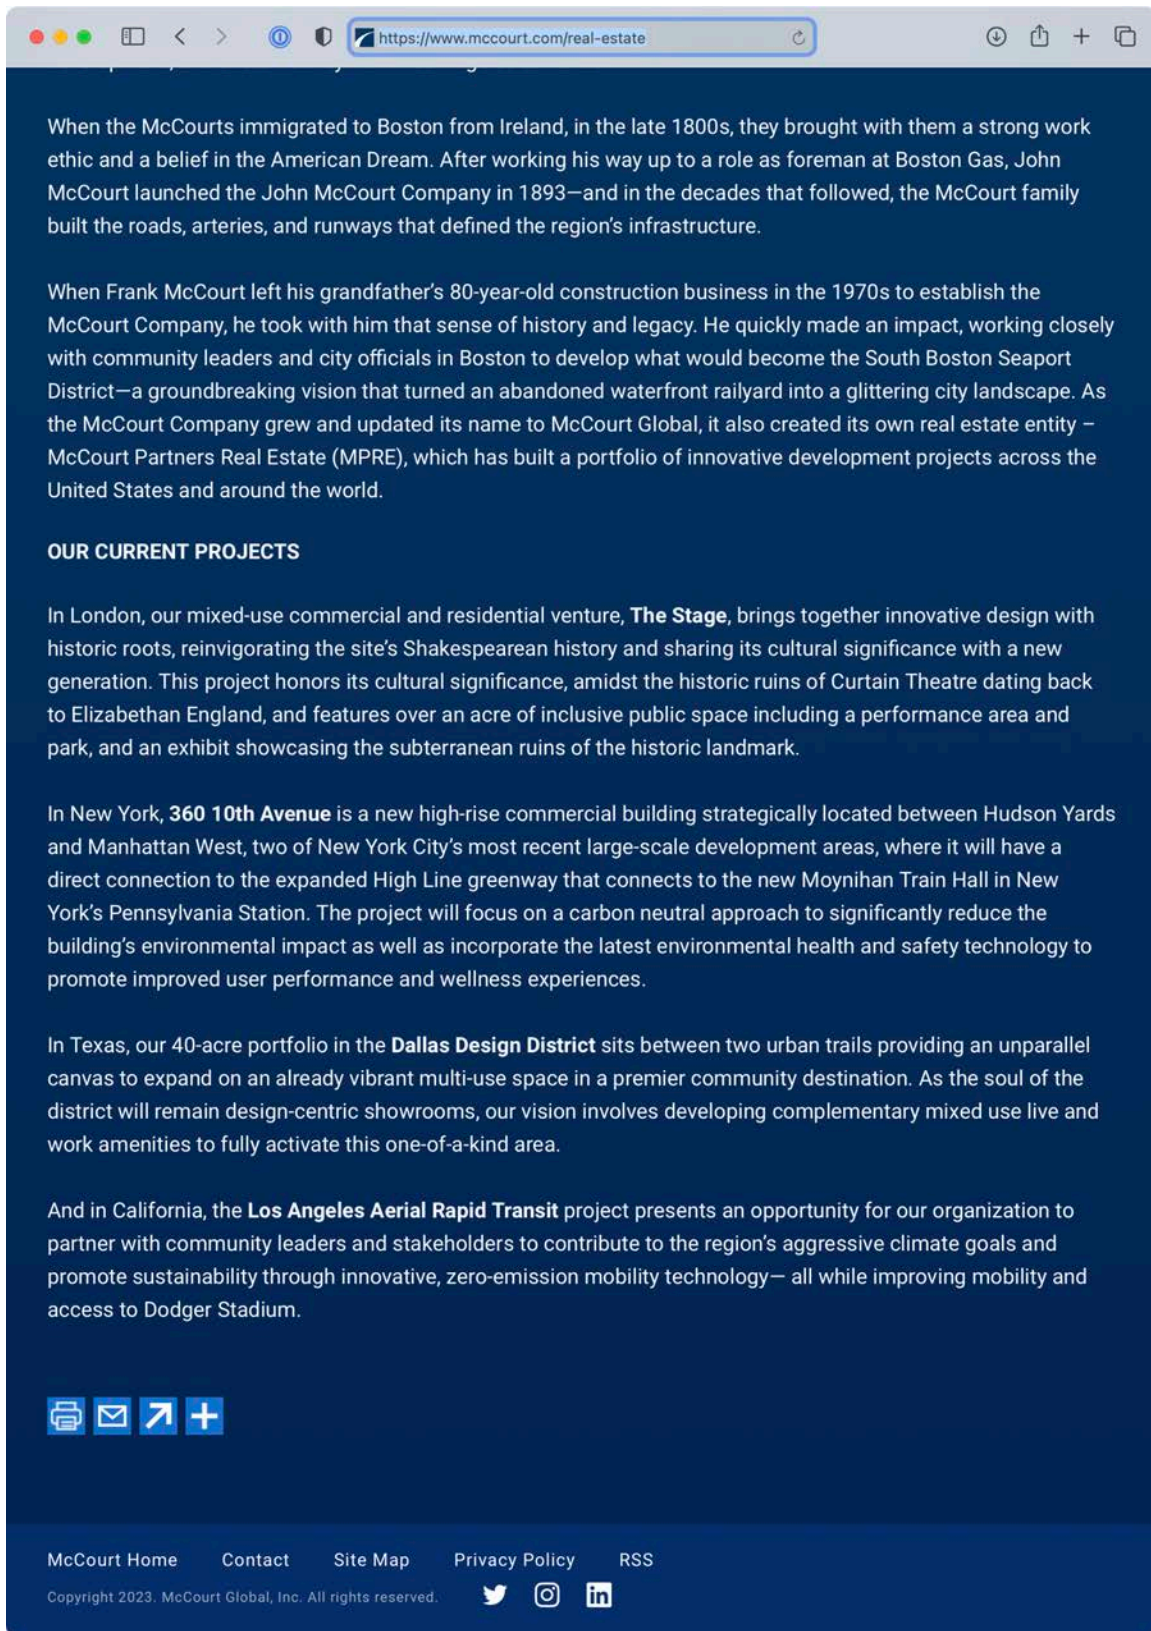 https://www.mccourt.com/real-estate
When the McCourts immigrated to Boston from Ireland, in the late 1800s, they brought with them a strong work
ethic and a belief in the American Dream. After working his way up to a role as foreman at Boston Gas, John
McCourt launched the John McCourt Company in 1893—and in the decades that followed, the McCourt family
built the roads, arteries, and runways that defined the region's infrastructure.
When Frank McCourt left his grandfather's 80-year-old construction business in the 1970s to establish the
McCourt Company, he took with him that sense of history and legacy. He quickly made an impact, working closely
with community leaders and city officials in Boston to develop what would become the South Boston Seaport
District—a groundbreaking vision that turned an abandoned waterfront railyard into a glittering city landscape. As
the McCourt Company grew and updated its name to McCourt Global, it also created its own real estate entity –
McCourt Partners Real Estate (MPRE), which has built a portfolio of innovative development projects across the
United States and around the world.
OUR CURRENT PROJECTS
In London, our mixed-use commercial and residential venture, The Stage, brings together innovative design with
historic roots, reinvigorating the site's Shakespearean history and sharing its cultural significance with a new
generation. This project honors its cultural significance, amidst the historic ruins of Curtain Theatre dating back
to Elizabethan England, and features over an acre of inclusive public space including a performance area and
park, and an exhibit showcasing the subterranean ruins of the historic landmark.
In New York, 360 10th Avenue is a new high-rise commercial building strategically located between Hudson Yards
and Manhattan West, two of New York City's most recent large-scale development areas, where it will have a
direct connection to the expanded High Line greenway that connects to the new Moynihan Train Hall in New
York's Pennsylvania Station. The project will focus on a carbon neutral approach to significantly reduce the
building's environmental impact as well as incorporate the latest environmental health and safety technology to
promote improved user performance and wellness experiences.
In Texas, our 40-acre portfolio in the Dallas Design District sits between two urban trails providing an unparallel
canvas to expand on an already vibrant multi-use space in a premier community destination. As the soul of the
district will remain design-centric showrooms, our vision involves developing complementary mixed use live and
work amenities to fully activate this one-of-a-kind area.
And in California, the Los Angeles Aerial Rapid Transit project presents an opportunity for our organization to
partner with community leaders and stakeholders to contribute to the region's aggressive climate goals and
promote sustainability through innovative, zero-emission mobility technology— all while improving mobility and
access to Dodger Stadium.
McCourt Home Contact Site Map Privacy Policy RSS
Copyright 2023. McCourt Global, Inc. All rights reserved.